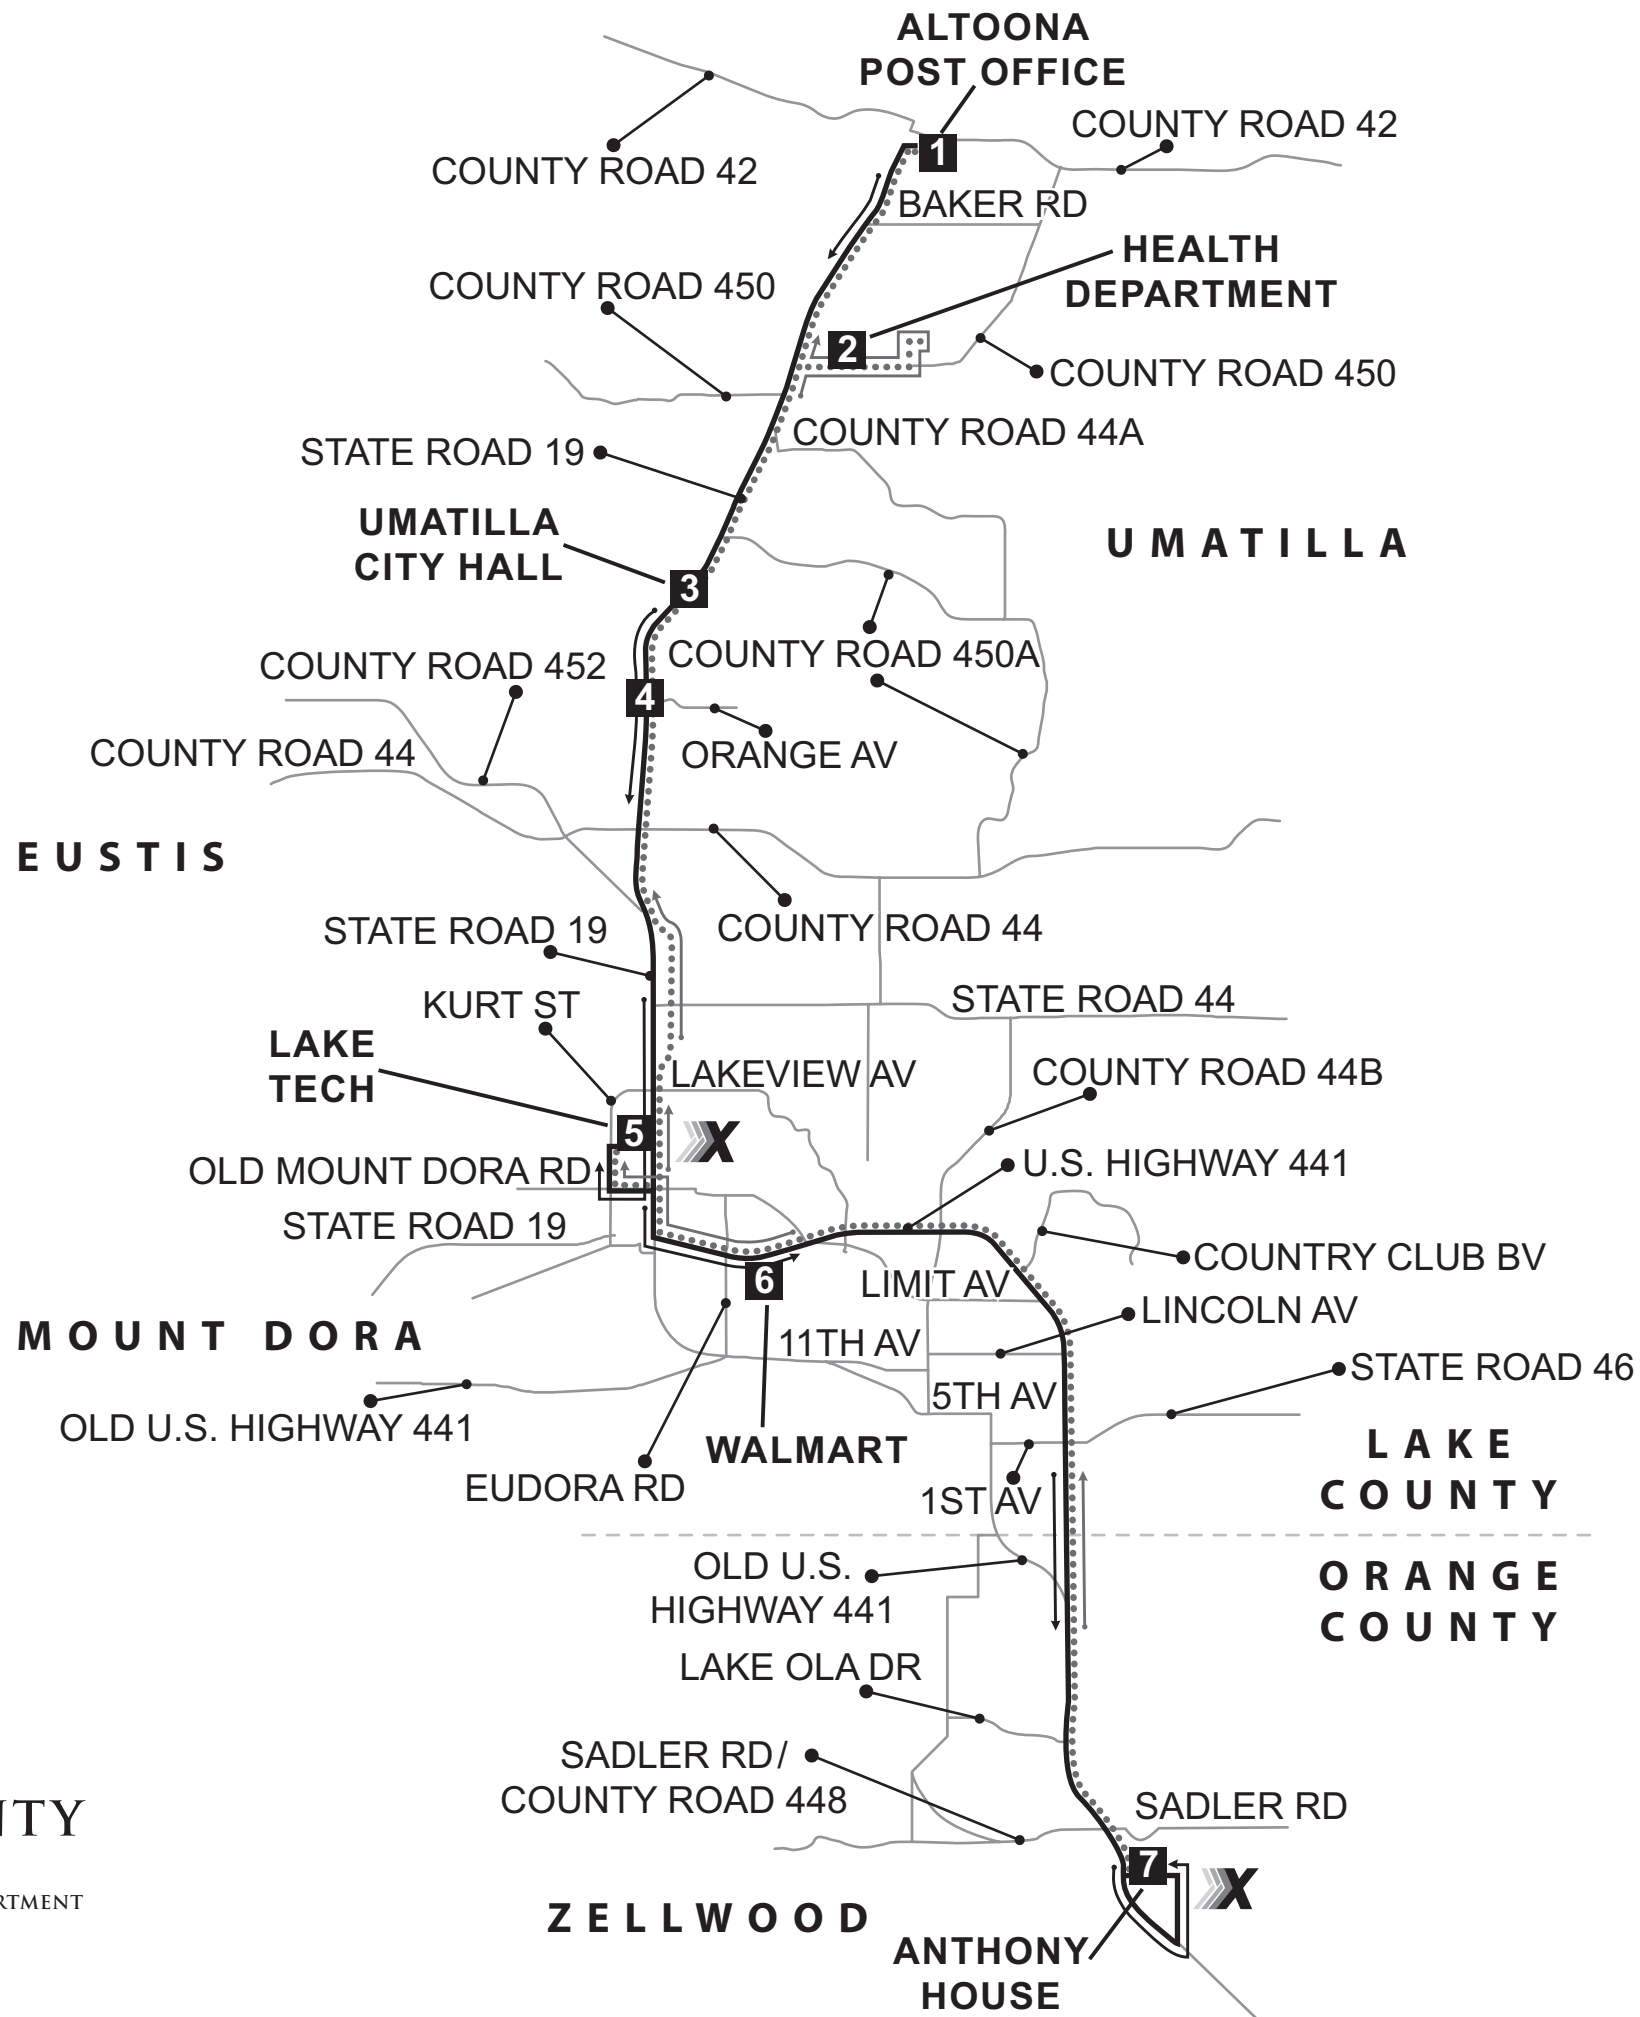 ALTOONA
POST OFFICE
COUNTY ROAD 42
COUNTY ROAD 42
1
BAKER RD
HEALTH
DEPARTMENT
COUNTY ROAD 450
2
COUNTY ROAD 450
COUNTY ROAD 44A
STATE ROAD 19
UMATILLA
CITY HALL
UMATILLA
3
COUNTY ROAD 450A
COUNTY ROAD 452
4
ORANGE AV
COUNTY ROAD 44
EUSTIS
STATE ROAD 19
COUNTY ROAD 44
KURT ST
STATE ROAD 44
LAKE
TECH
LAKEVIEW AV
COUNTY ROAD 44B
5
X
OLD MOUNT DORA RD
U.S. HIGHWAY 441
STATE ROAD 19
COUNTRY CLUB BV
6
LIMIT AV
LINCOLN AV
MOUNT DORA
11TH AV
STATE ROAD 46
5TH AV
OLD U.S. HIGHWAY 441
WALMART
LAKE
COUNTY
EUDORA RD
1ST AV
OLD U.S.
HIGHWAY 441
ORANGE
COUNTY
LAKE OLA DR
SADLER RD/
COUNTY ROAD 448
SADLER RD
NTY
7
X
RTMENT
ZELLWOOD
ANTHONY
HOUSE